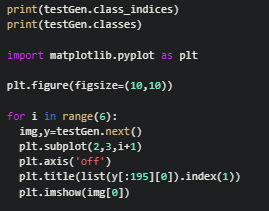 print(testGen.class_indices)
print(testGen.classes)
import matplotlib.pyplot as plt
plt.figure(figsize=(10,10))
for i in range(6):
img,y=testGen.next()
plt.subplot(2,3,i+1)
plt.axis('off')
plt.title(list(y[:195][0]).index(1))
plt.imshow(img[0])